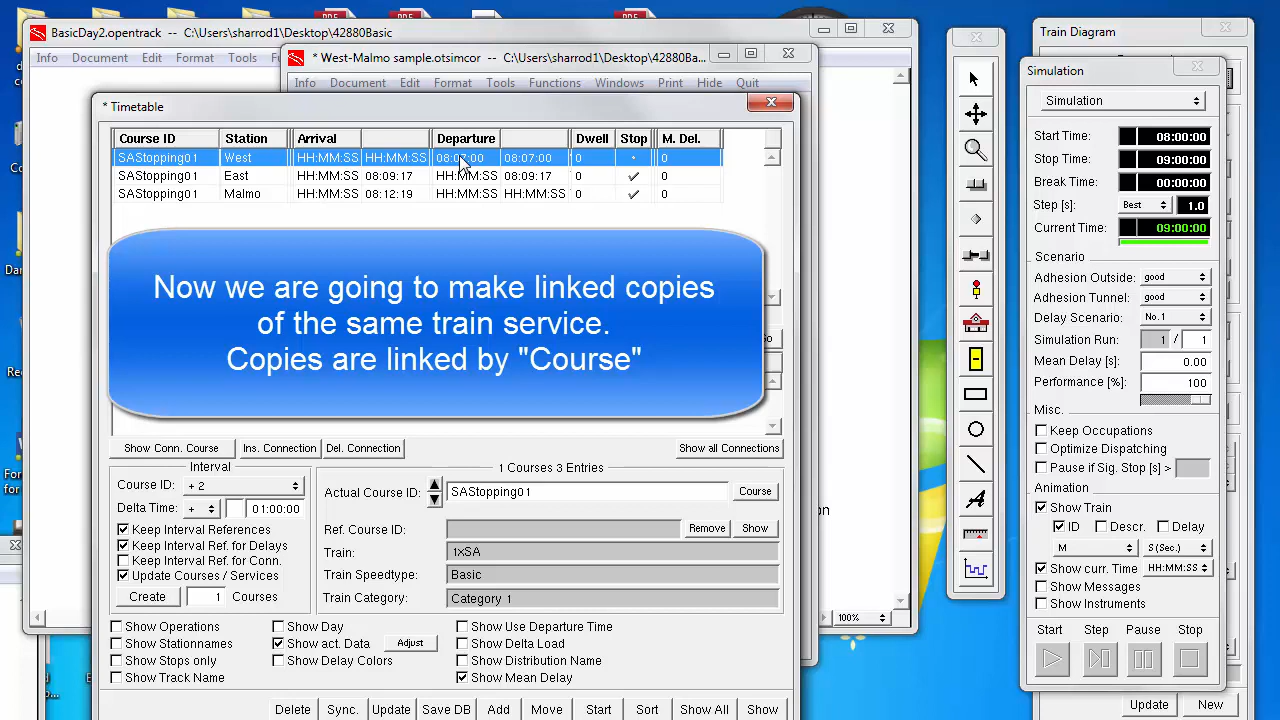 BasicDay2.opentrck -- C:\Users\sharrod1\Desktop\42880Basic
Info Document Edit Format Tools
* West-Malmo sample.otsimcor -- C:\Users\sharrod1\Desktop\42880Ba...
Info Document Edit Format Tools Functions Windows Print Hide Quit
* Timetable
Course ID Station Arrival Departure Dwell Stop M. Del.
SAStopping01 West HH:MM:SS HH:MM:SS 08:07:00 08:07:00 0 0
SAStopping01 East HH:MM:SS 08:09:17 HH:MM:SS 08:09:17 0 ✓ 0
SAStopping01 Malmo HH:MM:SS 08:12:19 HH:MM:SS HH:MM:SS 0 ✓ 0
Now we are going to make linked copies
of the same train service.
Copies are linked by "Course"
Show Conn. Course Ins. Connection Del. Connection Show all Connections
Interval
Course ID: + 2
Delta Time: + 01:00:00
Keep Interval References
Keep Interval Ref. for Delays
Keep Interval Ref. for Conn.
Update Courses / Services
Create 1 Courses
1 Courses 3 Entries
Actual Course ID: SAStopping01 Course
Ref. Course ID: Remove Show
Train: 1xSA
Train Speedtype: Basic
Train Category: Category 1
Show Operation Show Day Show Use Departure Time
Show Stationnames Show act. Data Adjust Show Delta Load
Show Stops only Show Delay Colors Show Distribution Name
Show Track Name Show Mean Delay
Delete Sync. Update Save DB Add Move Start Sort Show All Show
100%
Train Diagram
Simulation
Simulation
Start Time: 08:00:00
Stop Time: 09:00:00
Break Time: 00:00:00
Step [s]: Best 1.0
Current Time: 09:00:00
Scenario
Adhesion Outside: good
Adhesion Tunnel: good
Delay Scenario: No.1
Simulation Run: 1 / 1
Mean Delay [s]: 0.00
Performance [%]: 100
Misc.
Keep Occupations
Optimize Dispatching
Pause if Sig. Stop [s] >
Animation
Show Train
ID Descr. Delay
M S (Sec.)
Show curr. Time HH:MM:SS
Show Messages
Show Instruments
Start Step Pause Stop
Update New